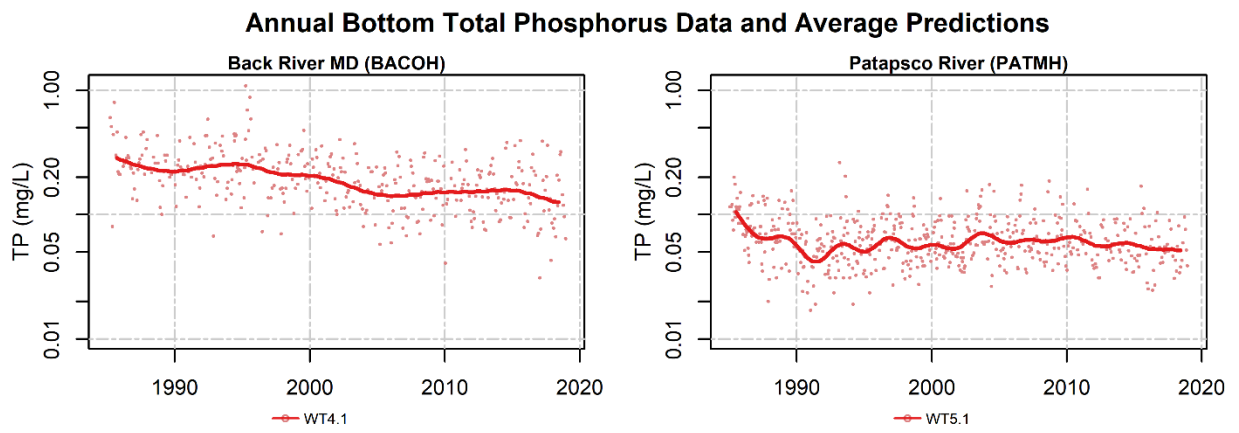 Annual Bottom Total Phosphorus Data and Average Predictions
Back River MD (BACOH)
TP (mg/L)
1.00
0.20
0.05
0.01
1990 2000 2010 2020
WT4.1
Patapsco River (PATMH)
TP (mg/L)
1.00
0.20
0.05
0.01
1990 2000 2010 2020
WT5.1